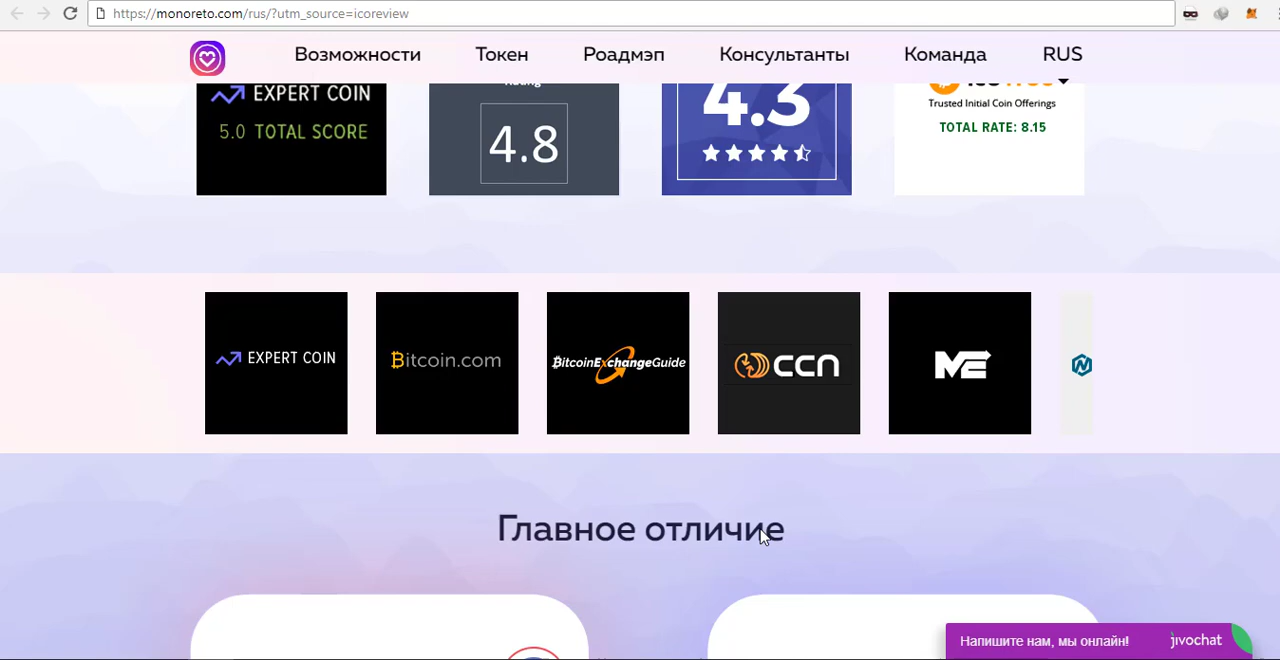 https://monoreto.com/rus/?utm_source=icoreview
Возможности
Токен
Роадмэп
Консультанты
Команда
RUS
EXPERT COIN
5.0 TOTAL SCORE
4.8
4.3
Trusted Initial Coin Offerings
TOTAL RATE: 8.15
EXPERT COIN
Bitcoin.com
BitcoinExchangeGuide
CCN
ME
N
Главное отличие
Напишите нам, мы онлайн!
jivochat